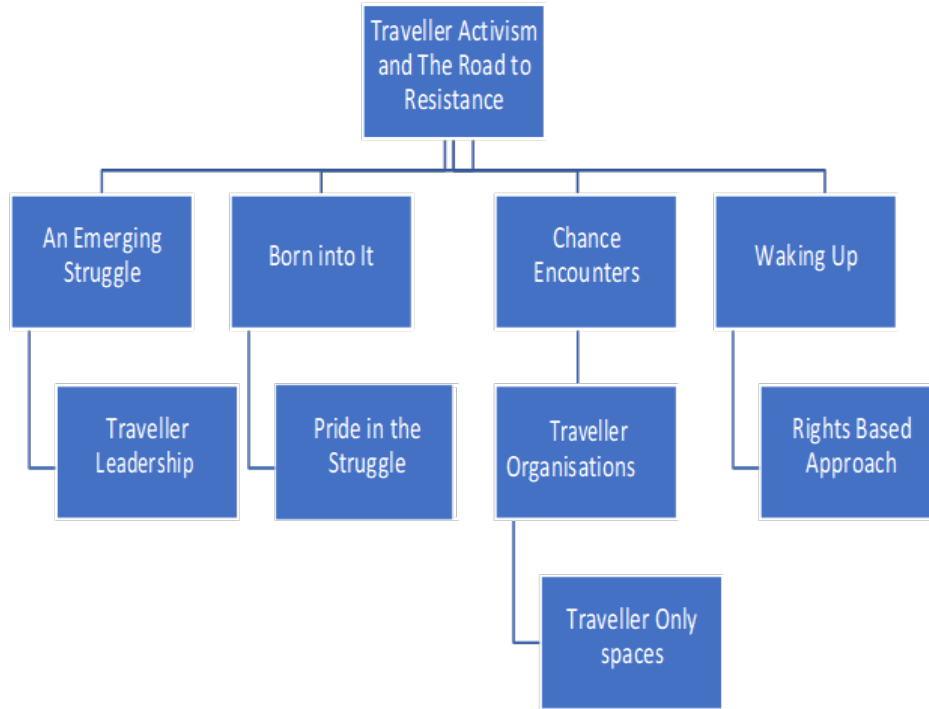 Traveller Activism
and The Road to
Resistance
An Emerging
Struggle
Born into It
Chance
Encounters
Waking Up
Traveller
Leadership
Pride in the
Struggle
Traveller
Organisations
Rights Based
Approach
Traveller Only
spaces